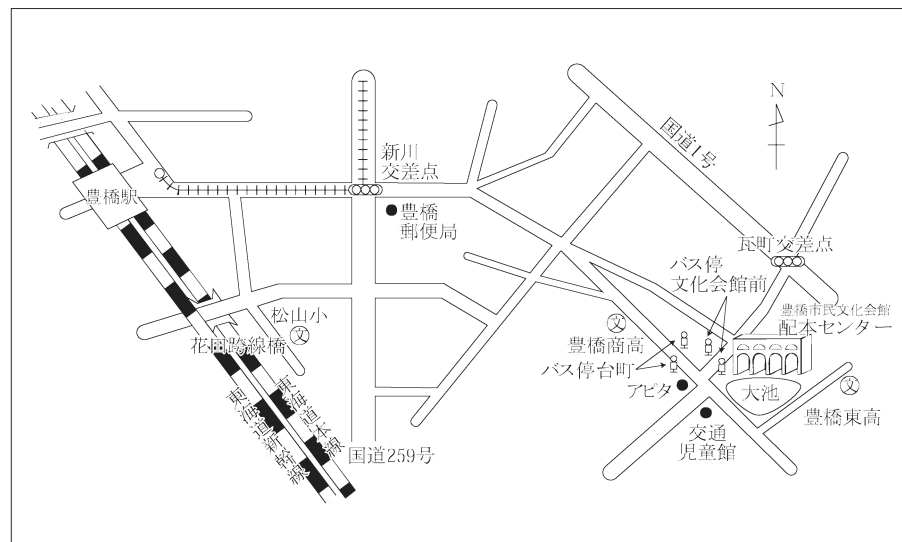 N
国道1号
新川
交差点
豊橋駅
豊橋
郵便局
瓦町交差点
バス停
文化会館前
豊橋市民文化会館
配本センター
松山小
文
文
豊橋商高
花田跨線橋
バス停台町
アピタ
大池
文
豊橋東高
交通
児童館
東海道本線
東海道新幹線
国道259号